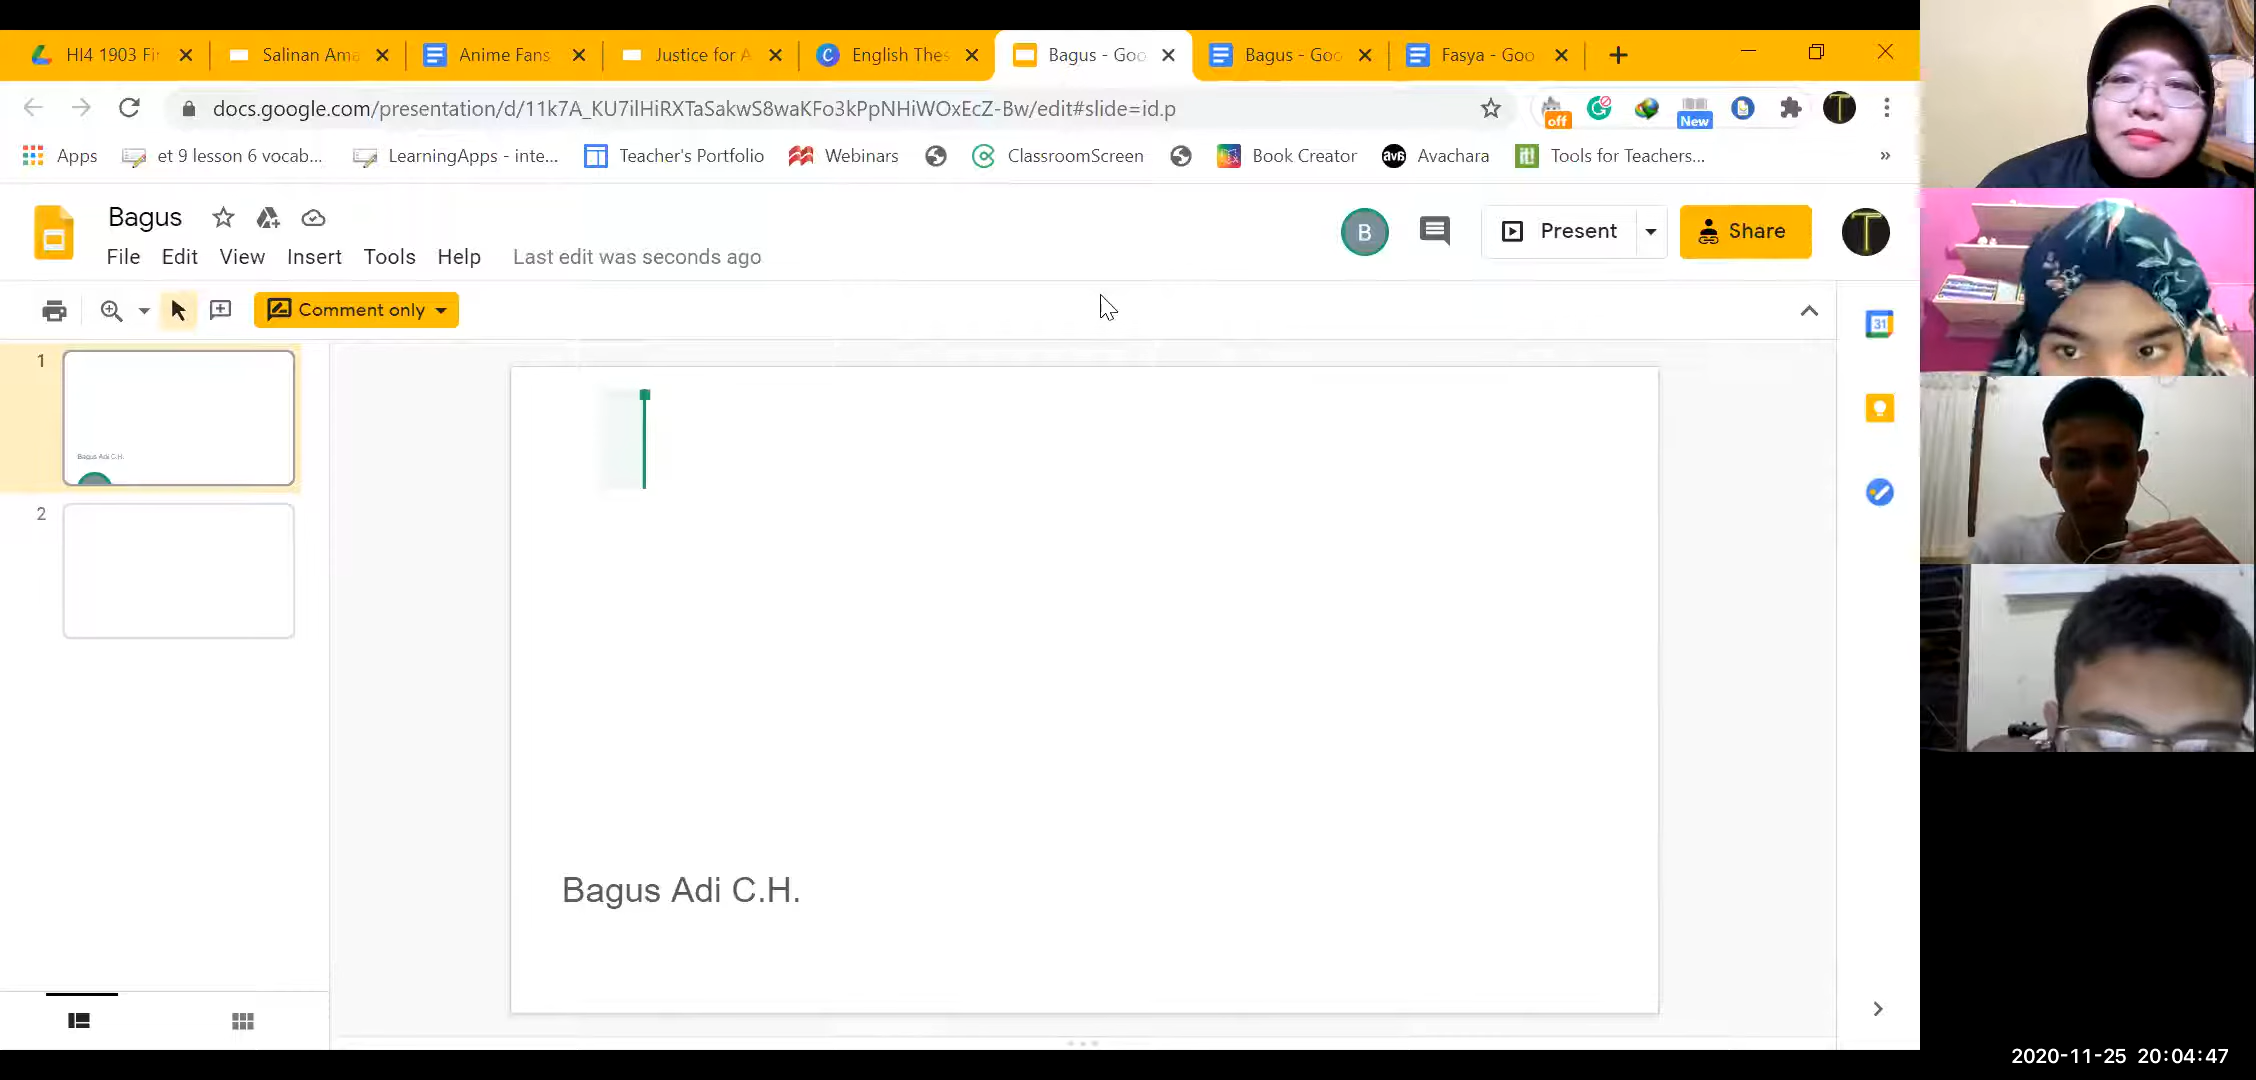 HI4 1903 Fi
Salinan Ama
Anime Fans
Justice for A
English Thes
Bagus - Goo
Bagus - Goo
Fasya - Goo
docs.google.com/presentation/d/11k7A_KU7ilHiRXTaSakwS8waKFo3kPpNHiWOxEcZ-Bw/edit#slide=id.p
off
New
T
Apps
et 9 lesson 6 vocab...
LearningApps - inte...
Teacher's Portfolio
Webinars
ClassroomScreen
Book Creator
ava
Avachara
Tools for Teachers...
»
Bagus
File Edit View Insert Tools Help
Last edit was seconds ago
B
Present
Share
T
Comment only
31
1
Bagus Adi C.H.
2
Bagus Adi C.H.
2020-11-25 20:04:47